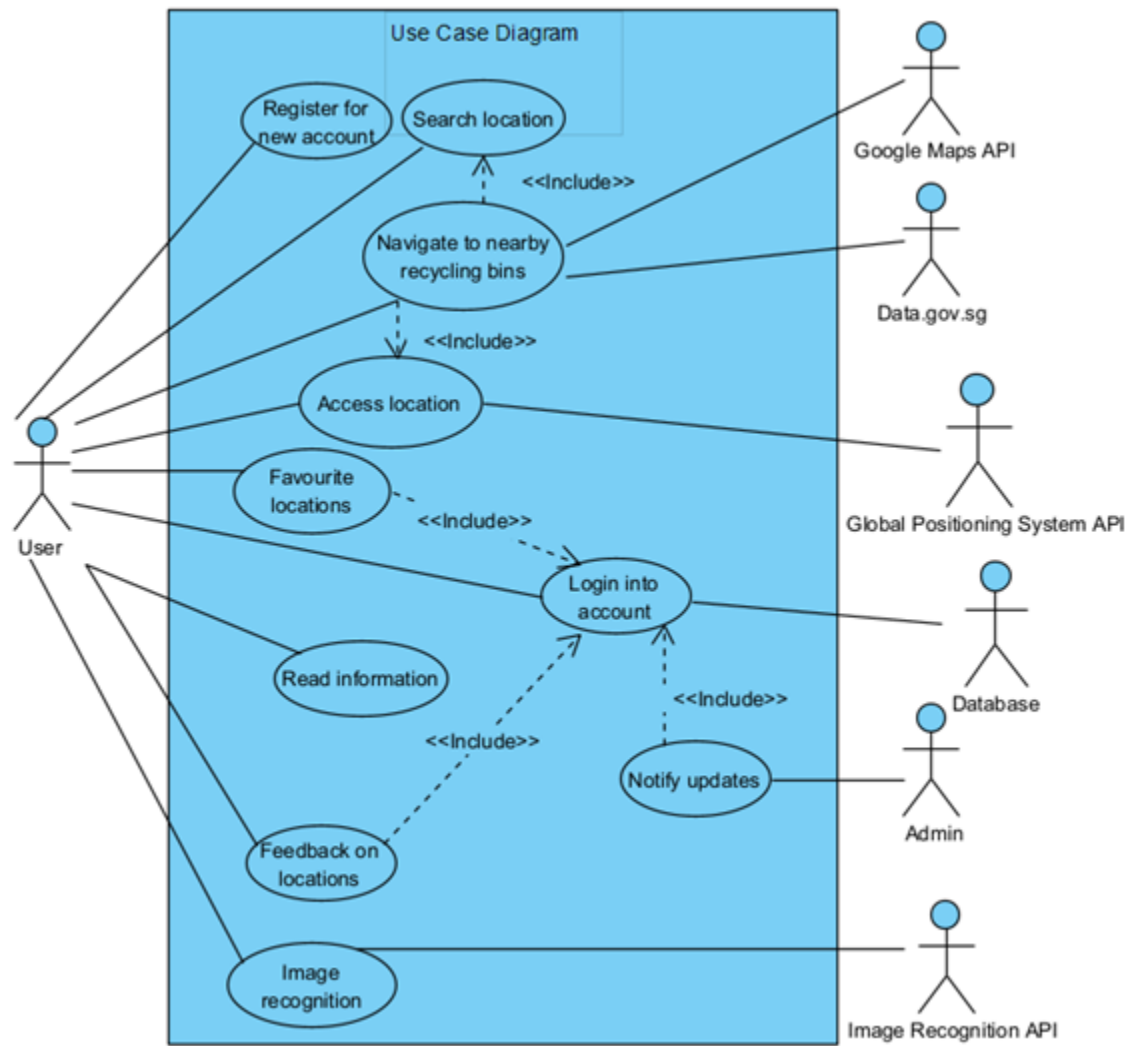 Use Case Diagram
Register for
new account
Search location
Google Maps API
<<Include>>
Navigate to nearby
recycling bins
Data.gov.sg
<<Include>>
Access location
Favourite
locations
<<Include>>
Global Positioning System API
User
Login into
account
Read information
<<Include>>
Database
<<Include>>
Notify updates
Admin
Feedback on
locations
Image
recognition
Image Recognition API